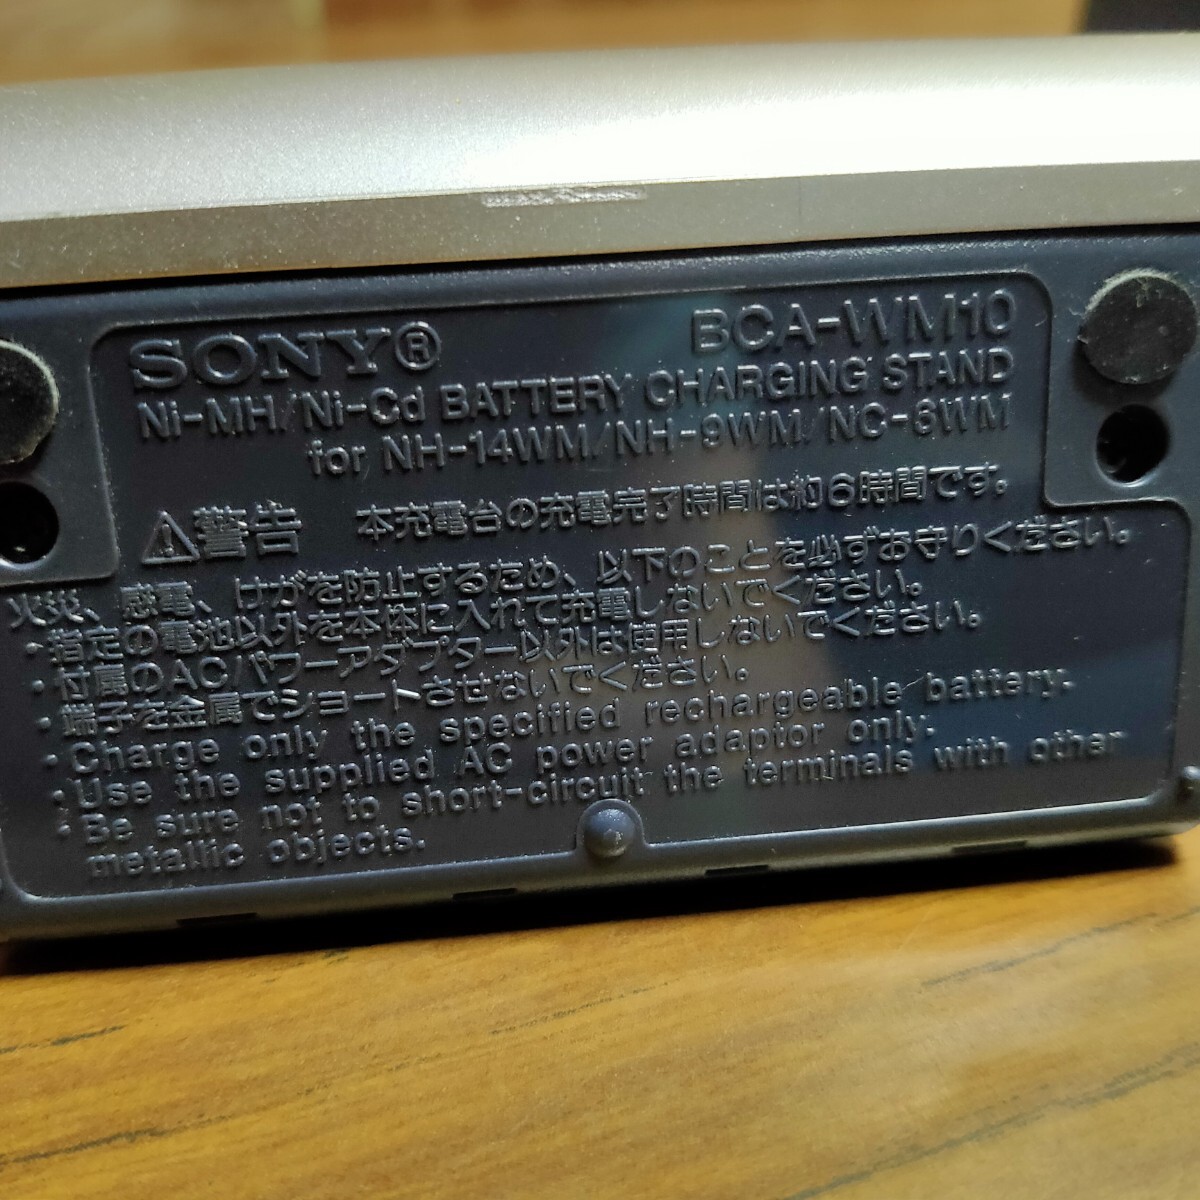 SONY® BCA-WM10
Ni-MH/Ni-Cd BATTERY CHARGING STAND
for NH-14WM/NH-9WM/NC-6WM
⚠警告 本充電台の充電完了時間は約6時間です。
火災、感電、けがを防止するため、以下のことを必ずお守りください。
・指定の電池以外を本体に入れて充電しないでください。
・付属のACパワーアダプター以外は使用しないでください。
・端子を金属でショートさせないでください。
・Charge only the specified rechargeable battery.
・Use the supplied AC power adaptor only.
・Be sure not to short-circuit the terminals with other
metallic objects.